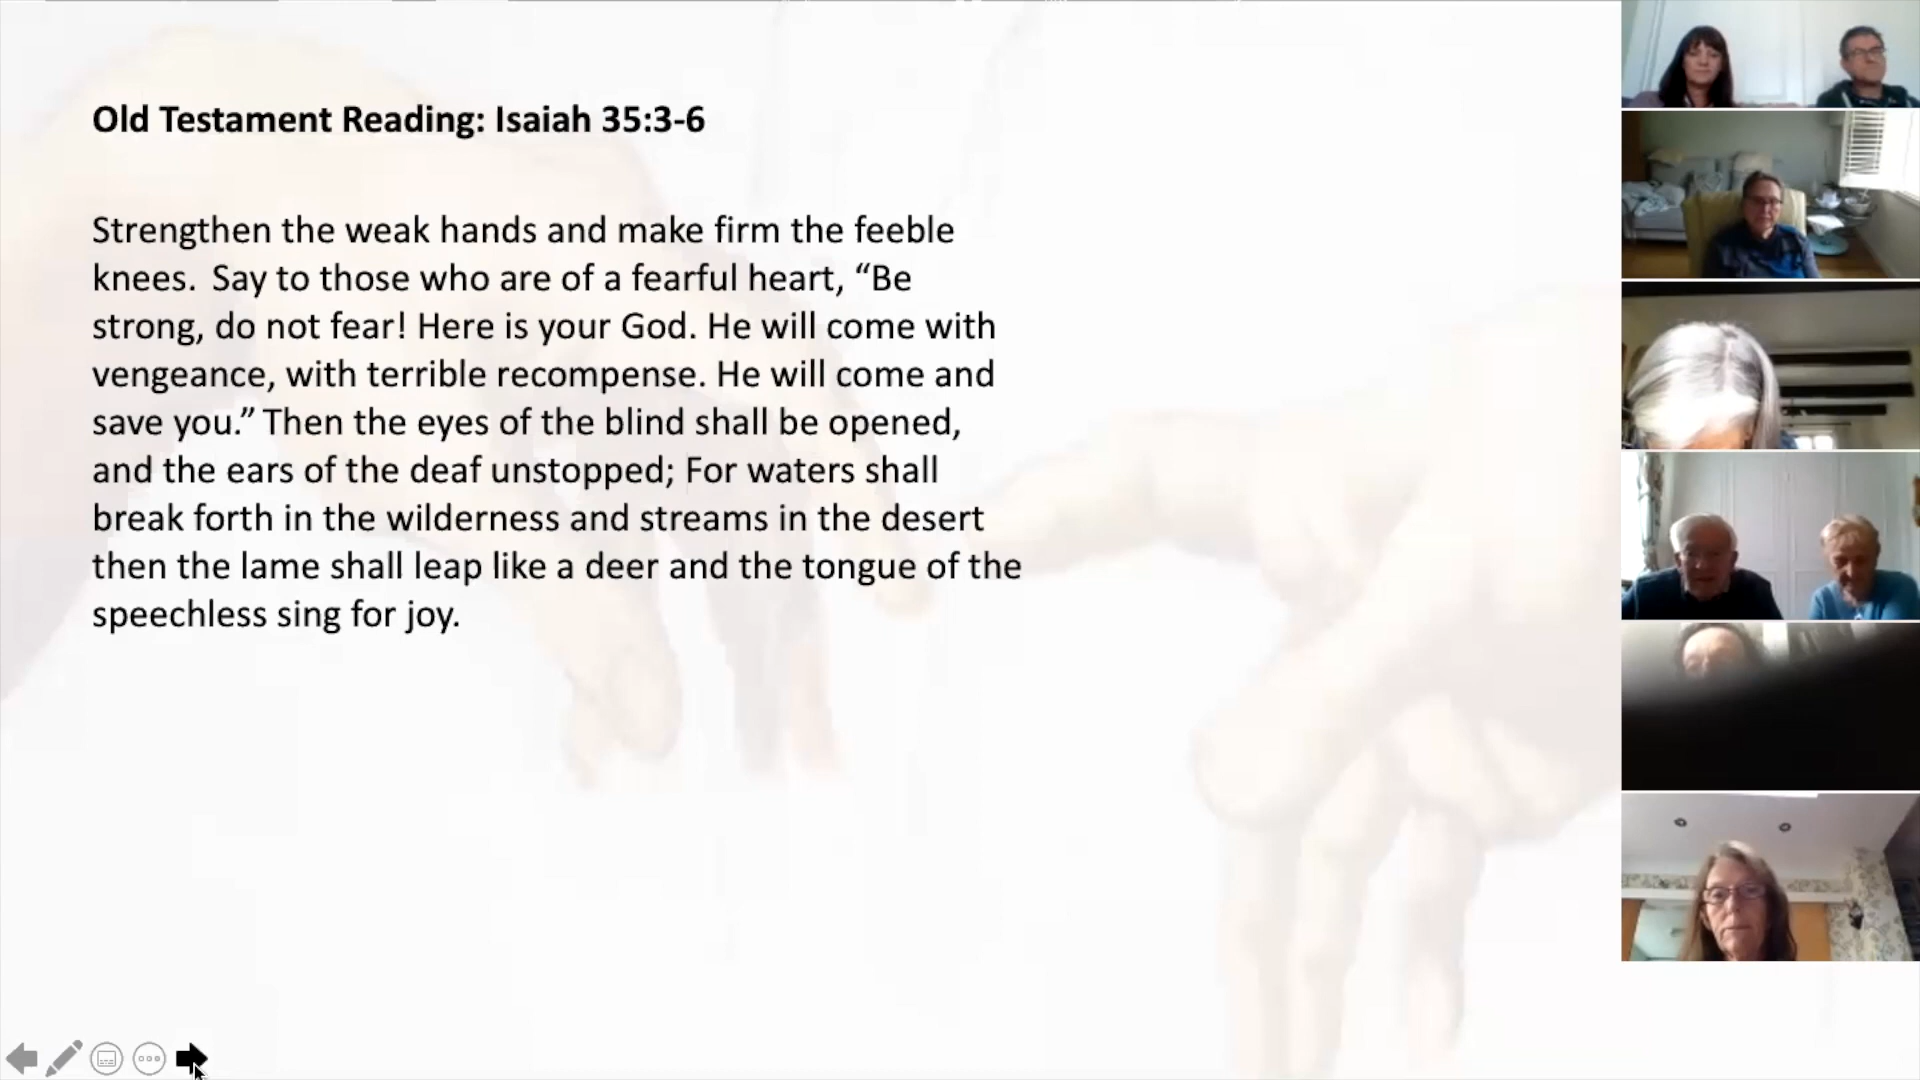 Old Testament Reading: Isaiah 35:3-6
Strengthen the weak hands and make firm the feeble
knees. Say to those who are of a fearful heart, “Be
strong, do not fear! Here is your God. He will come with
vengeance, with terrible recompense. He will come and
save you.” Then the eyes of the blind shall be opened,
and the ears of the deaf unstopped; For waters shall
break forth in the wilderness and streams in the desert
then the lame shall leap like a deer and the tongue of the
speechless sing for joy.